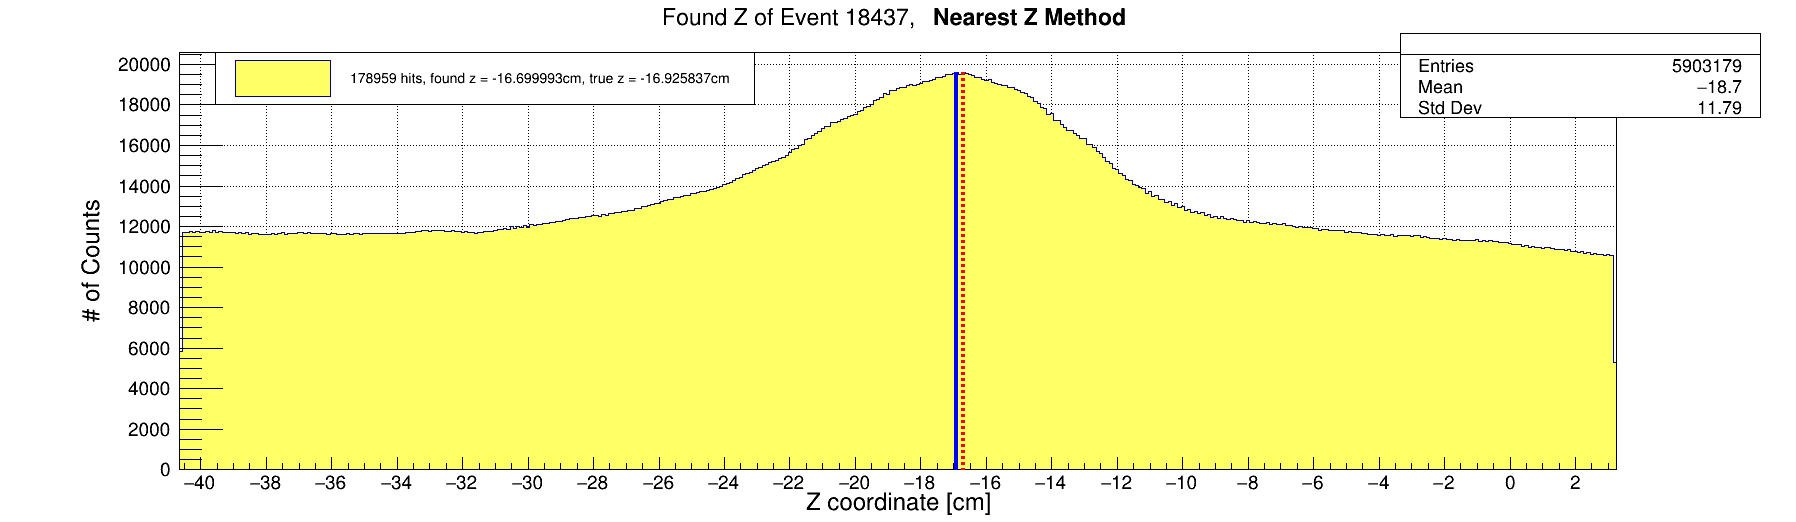 Found Z of Event 18437, Nearest Z Method
178959 hits, found z = -16.699993cm, true z = -16.925837cm
Entries 5903179
Mean −18.7
Std Dev 11.79
# of Counts
20000
18000
16000
14000
12000
10000
8000
6000
4000
2000
0
−40 −38 −36 −34 −32 −30 −28 −26 −24 −22 −20 −18 −16 −14 −12 −10 −8 −6 −4 −2 0 2
Z coordinate [cm]